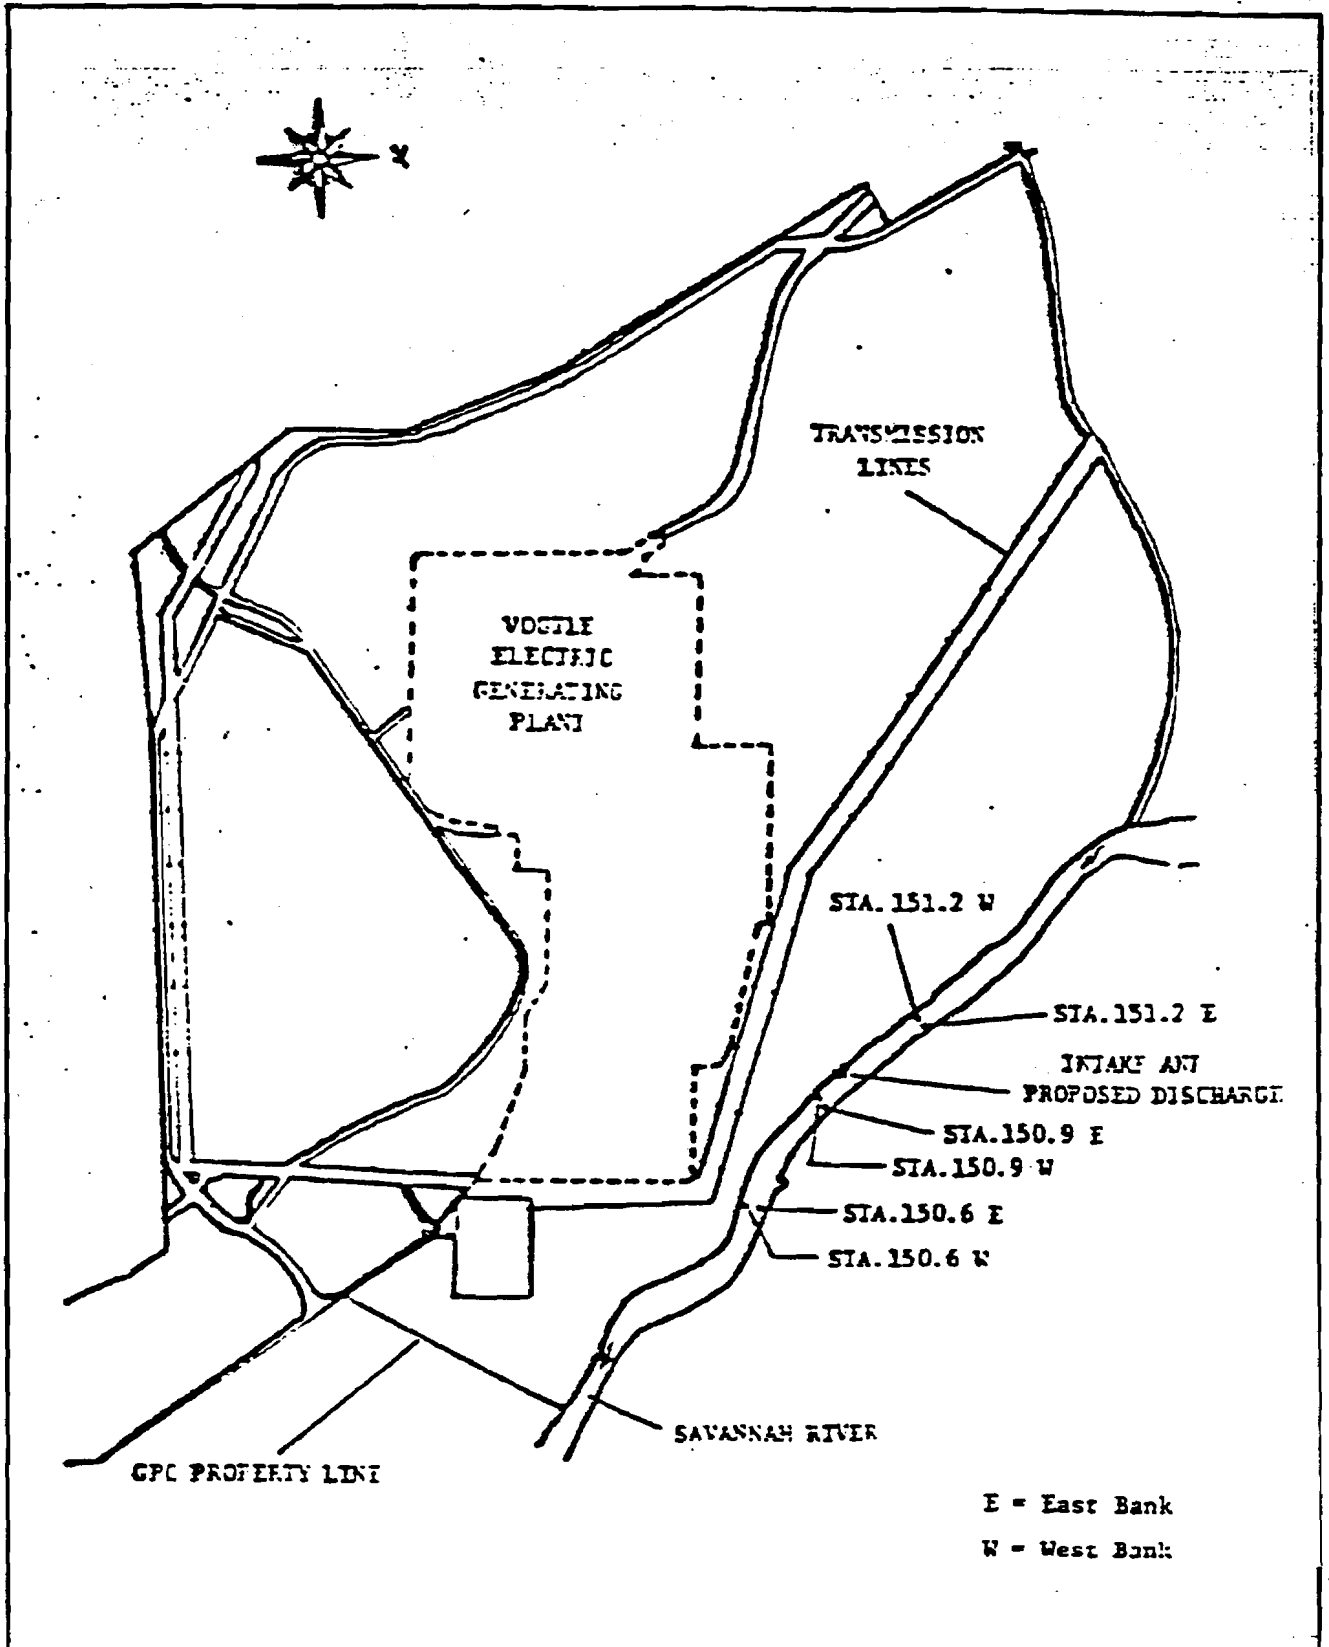 N
TRANSMISSION
LINES
VOGTLE
ELECTRIC
GENERATING
PLANT
STA.151.2 W
STA.151.2 E
INTAKE AND
PROPOSED DISCHARGE
STA.150.9 E
STA.150.9 W
STA.150.6 E
STA.150.6 W
SAVANNAH RIVER
GPC PROPERTY LINE
E = East Bank
W = West Bank